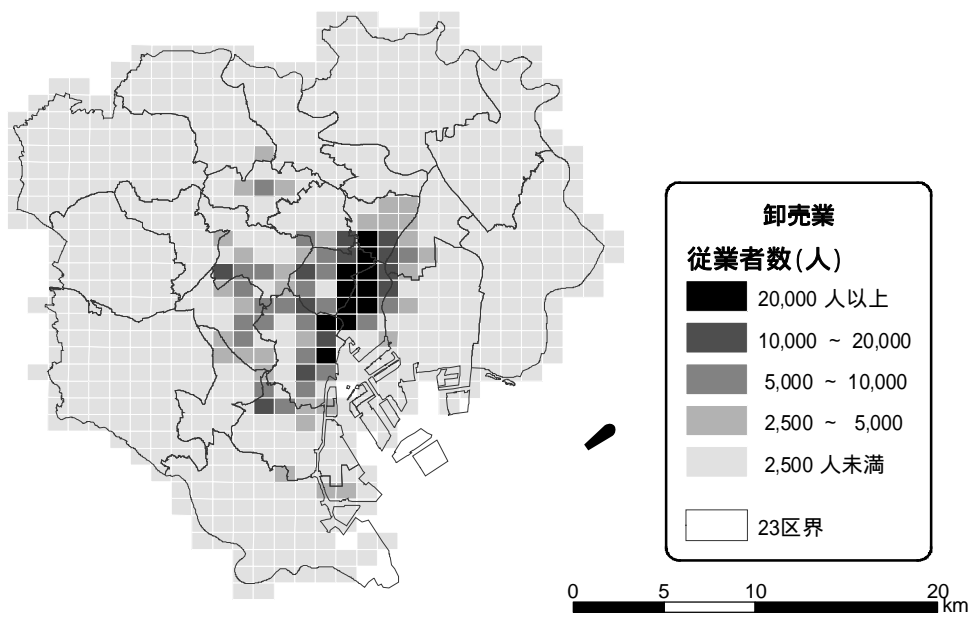 卸売業
従業者数(人)
20,000 人以上
10,000 ~ 20,000
5,000 ~ 10,000
2,500 ~ 5,000
2,500 人未満
23区界
0 5 10 20
km